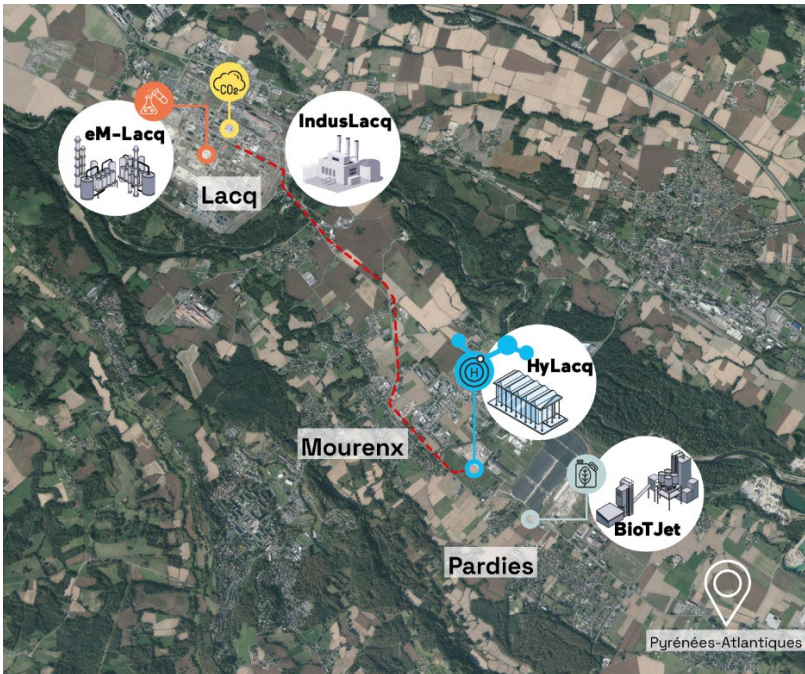 CO₂
eM-Lacq
IndusLacq
Lacq
H
HyLacq
Mourenx
BioTJet
Pardies
Pyrénées-Atlantiques